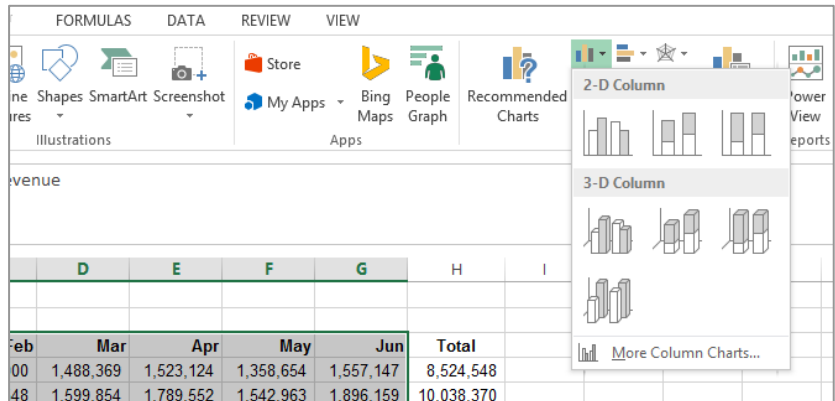 FORMULAS DATA REVIEW VIEW
Store
Shapes SmartArt Screenshot
My Apps
Bing Maps
People Graph
Recommended Charts
Illustrations
Apps
2-D Column
3-D Column
More Column Charts...
D E F G H I
Mar Apr May Jun Total
1,488,369 1,523,124 1,358,654 1,557,147 8,524,548
1,599,854 1,789,552 1,542,963 1,896,159 10,038,370